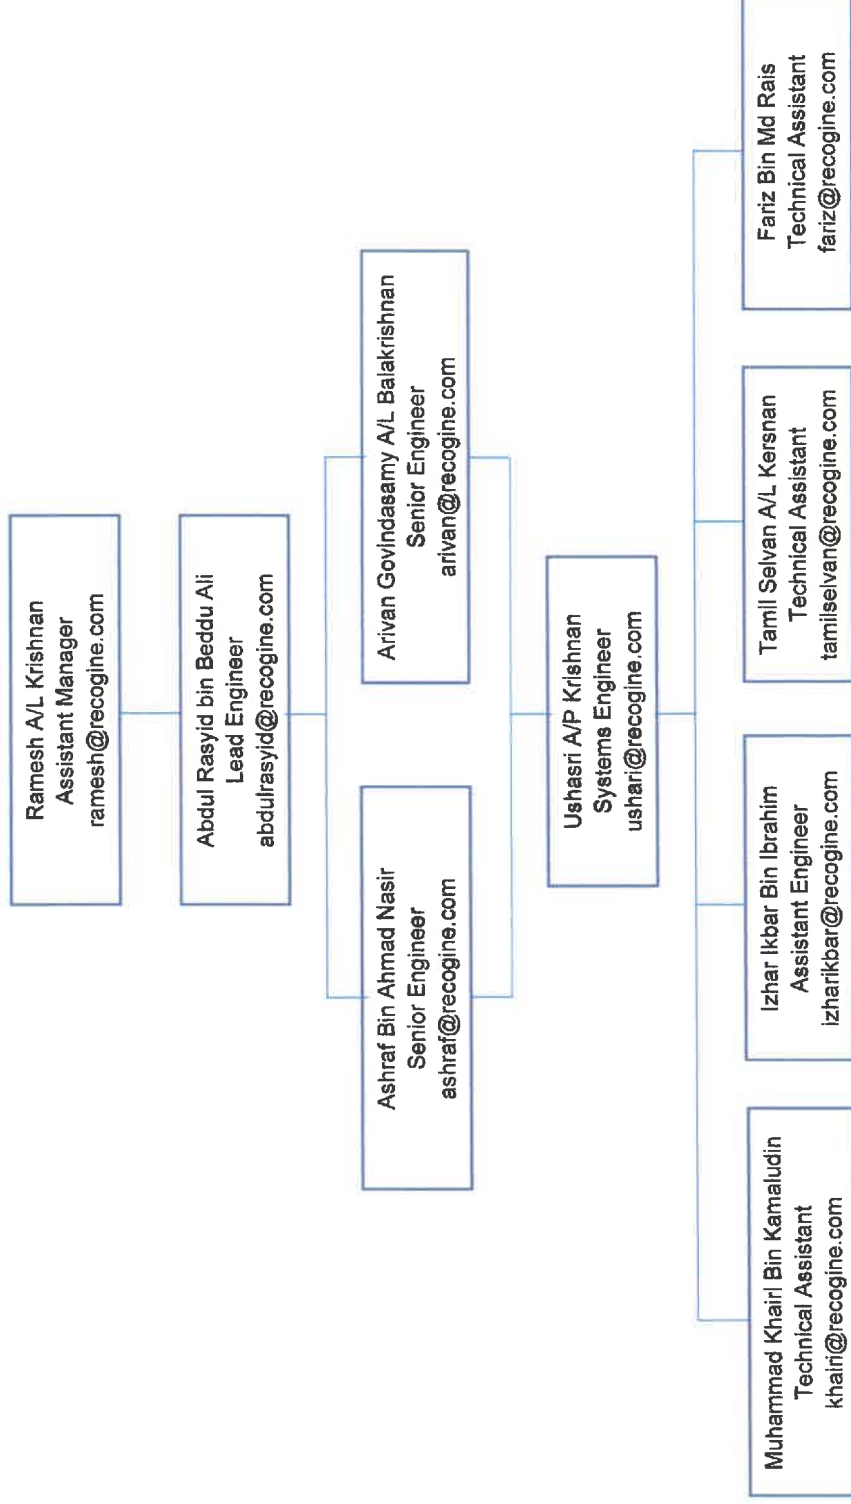 Ramesh A/L Krishnan
Assistant Manager
ramesh@recogine.com
Abdul Rasyid bin Beddu Ali
Lead Engineer
abdulrasyid@recogine.com
Ashraf Bin Ahmad Nasir
Senior Engineer
ashraf@recogine.com
Arivan Govindasamy A/L Balakrishnan
Senior Engineer
arivan@recogine.com
Ushasri A/P Krishnan
Systems Engineer
ushari@recogine.com
Muhammad Khairi Bin Kamaludin
Technical Assistant
khairi@recogine.com
Izhar Ikbar Bin Ibrahim
Assistant Engineer
izharikbar@recogine.com
Tamil Selvan A/L Kersnan
Technical Assistant
tamilselvan@recogine.com
Fariz Bin Md Rais
Technical Assistant
fariz@recogine.com